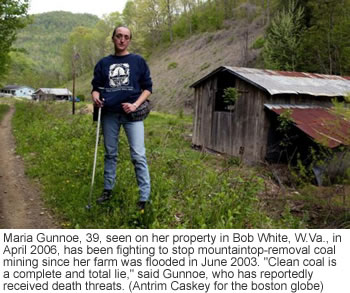 Maria Gunnoe, 39, seen on her property in Bob White, W.Va., in
April 2006, has been fighting to stop mountaintop-removal coal
mining since her farm was flooded in June 2003. "Clean coal is
a complete and total lie," said Gunnoe, who has reportedly
received death threats. (Antrim Caskey for the boston globe)